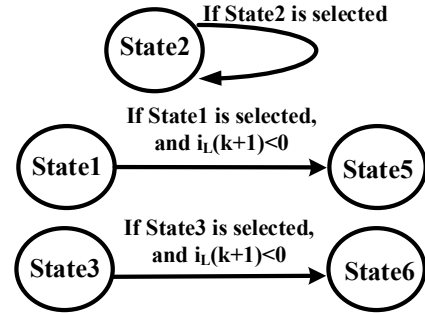 If State2 is selected
State2
If State1 is selected,
and iL(k+1)<0
State1
State5
If State3 is selected,
and iL(k+1)<0
State3
State6